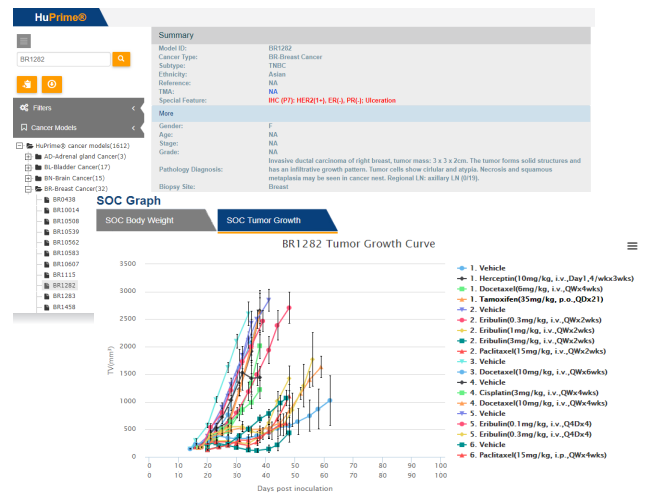 HuPrime®
BR1282
Filters
Cancer Models
HuPrime® cancer models(1612)
AD-Adrenal gland Cancer(3)
BL-Bladder Cancer(17)
BN-Brain Cancer(15)
BR-Breast Cancer(32)
BR0438
BR10014
BR10508
BR10539
BR10562
BR10583
BR10607
BR1115
BR1282
BR1283
BR1458
Summary
Model ID: BR1282
Cancer Type: BR-Breast Cancer
Subtype: TNBC
Ethnicity: Asian
Reference: NA
TMA: NA
Special Feature: IHC (P7): HER2(1+), ER(-), PR(-); Ulceration
More
Gender: F
Age: NA
Stage: NA
Grade: NA
Pathology Diagnosis: Invasive ductal carcinoma of right breast, tumor mass: 3 x 3 x 2cm. The tumor forms solid structures and
has an infiltrative growth pattern. Tumor cells show cirlular and atypia. Necrosis and squamous
metaplesia may be seen in cancer nest. Regional LN: axillary LN (0/19).
Biopsy Site: Breast
SOC Graph
SOC Body Weight
SOC Tumor Growth
BR1282 Tumor Growth Curve
TV(mm³)
3500
3000
2500
2000
1500
1000
500
0
0 10 20 30 40 50 60 70 80 90 100
Days post inoculation
1. Vehicle
1. Herceptin(10mg/kg, i.v.,Day1,4/wkx3wks)
1. Docetaxel(6mg/kg, i.v.,QWx4wks)
1. Tamoxifen(35mg/kg, p.o.,QDx21)
2. Vehicle
2. Eribulin(0.3mg/kg, i.v.,QWx2wks)
2. Eribulin(1mg/kg, i.v.,QWx2wks)
2. Eribulin(3mg/kg, i.v.,QWx2wks)
2. Paclitaxel(15mg/kg, i.v.,QWx2wks)
3. Vehicle
3. Docetaxel(10mg/kg, i.v.,QWx6wks)
4. Vehicle
4. Cisplatin(3mg/kg, i.v.,QWx4wks)
4. Docetaxel(10mg/kg, i.v.,QWx4wks)
5. Vehicle
5. Eribulin(0.1mg/kg, i.v.,Q4Dx4)
5. Eribulin(0.3mg/kg, i.v.,Q4Dx4)
6. Vehicle
6. Paclitaxel(15mg/kg, i.p.,QWx4wks)